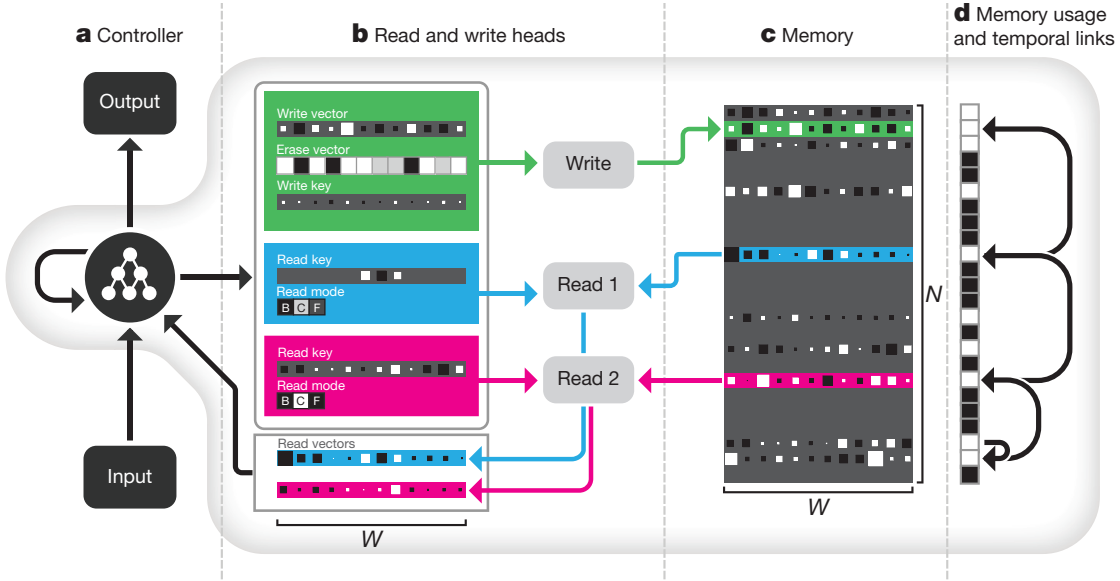 a Controller
b Read and write heads
c Memory
d Memory usage
and temporal links
Output
Input
Write vector
Erase vector
Write key
Read key
Read mode
B C F
Read key
Read mode
B C F
Read vectors
W
Write
Read 1
Read 2
N
W